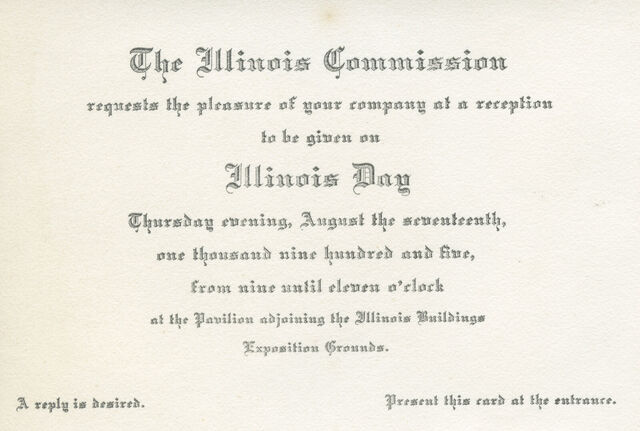 The Illinois Commission
requests the pleasure of your company at a reception
to be given on
Illinois Day
Thursday evening, August the seventeenth,
one thousand nine hundred and five,
from nine until eleven o'clock
at the Pavilion adjoining the Illinois Buildings
Exposition Grounds.
A reply is desired.
Present this card at the entrance.